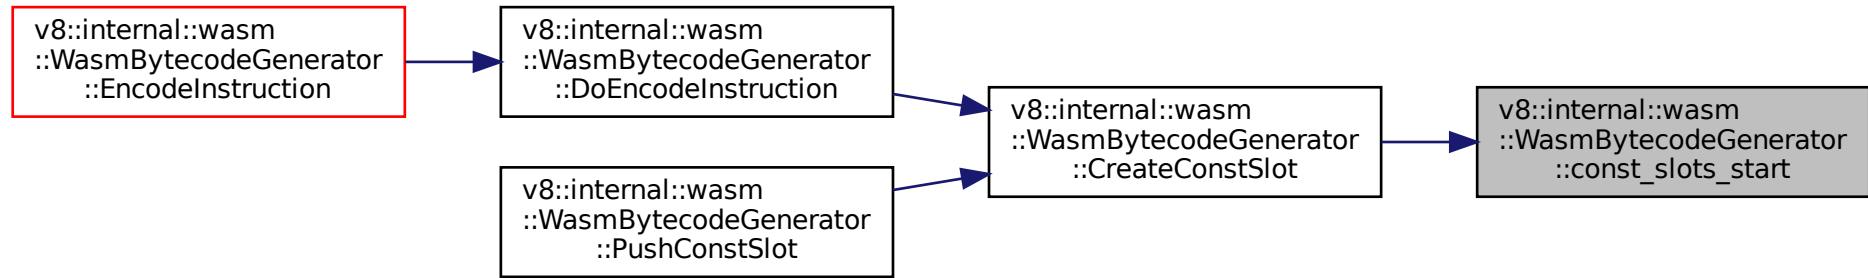 v8::internal::wasm
::WasmBytecodeGenerator
::EncodeInstruction
v8::internal::wasm
::WasmBytecodeGenerator
::DoEncodeInstruction
v8::internal::wasm
::WasmBytecodeGenerator
::PushConstSlot
v8::internal::wasm
::WasmBytecodeGenerator
::CreateConstSlot
v8::internal::wasm
::WasmBytecodeGenerator
::const_slots_start